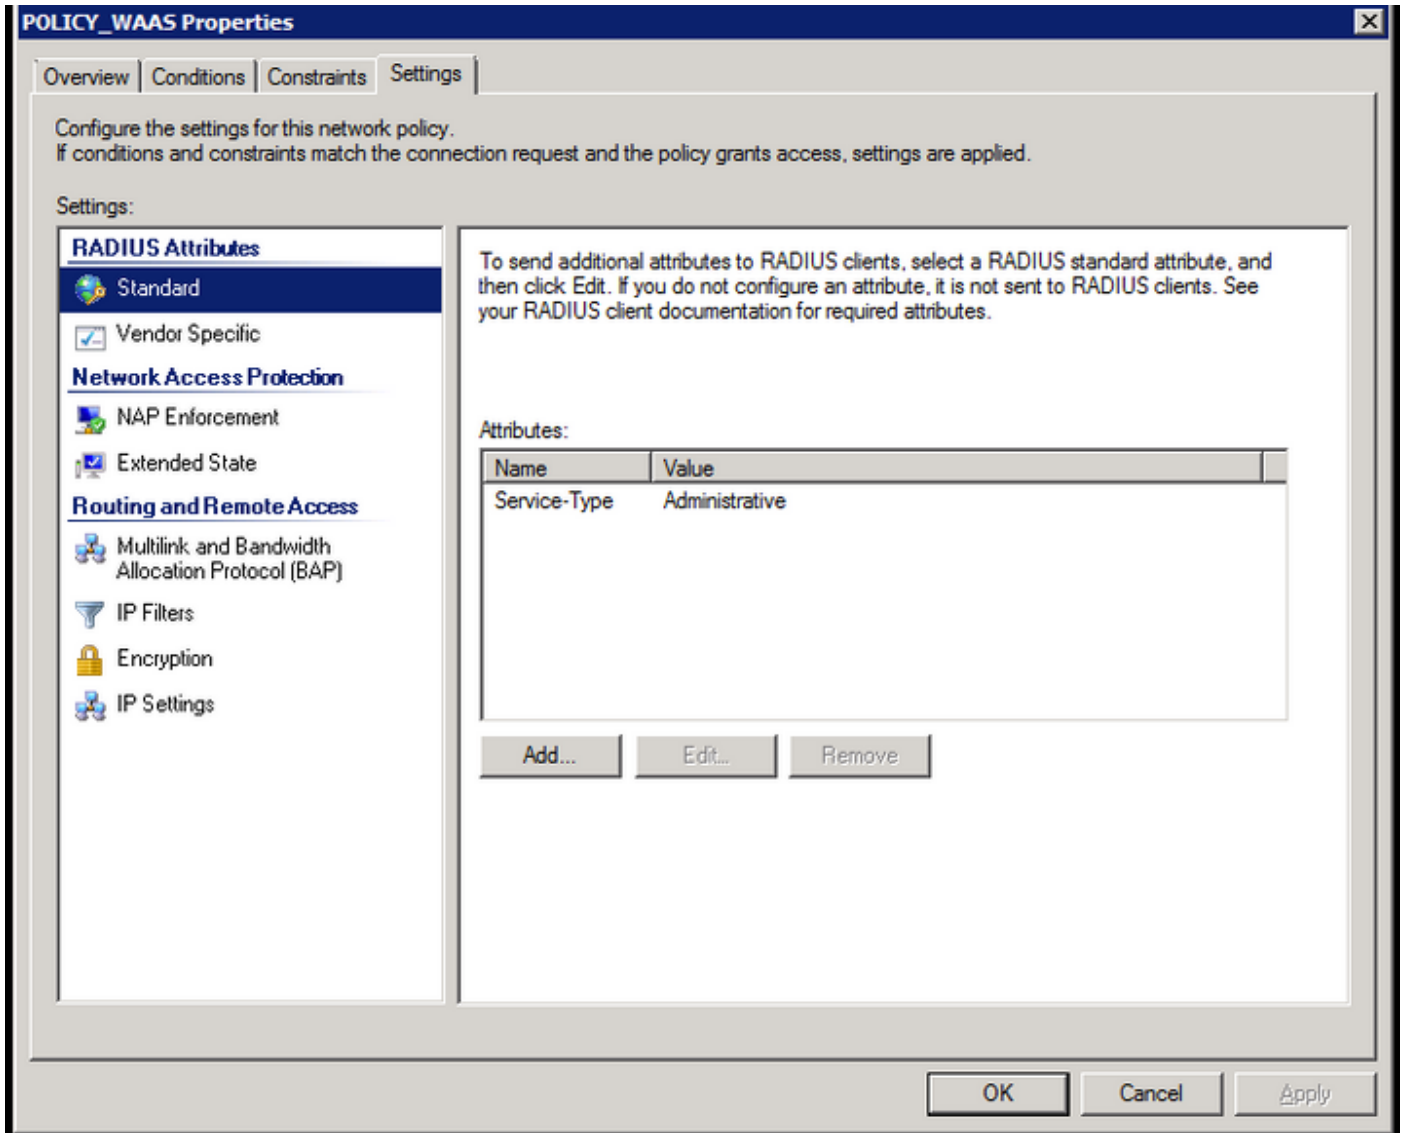 POLICY_WAAS Properties
Overview
Conditions
Constraints
Settings
Configure the settings for this network policy.
If conditions and constraints match the connection request and the policy grants access, settings are applied.
Settings:
RADIUS Attributes
Standard
Vendor Specific
Network Access Protection
NAP Enforcement
Extended State
Routing and Remote Access
Multilink and Bandwidth
Allocation Protocol (BAP)
IP Filters
Encryption
IP Settings
To send additional attributes to RADIUS clients, select a RADIUS standard attribute, and
then click Edit. If you do not configure an attribute, it is not sent to RADIUS clients. See
your RADIUS client documentation for required attributes.
Attributes:
Name Value
Service-Type Administrative
Add...
Edit...
Remove
OK
Cancel
Apply